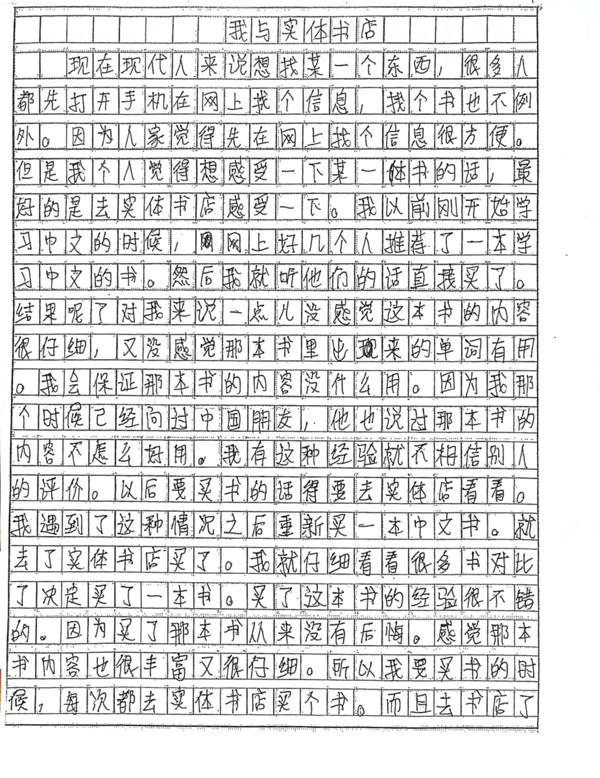 我与实体书店
现在现代人来说想找某一个东西，很多人
都先打开手机在网上找个信息，找个书也不例
外。因为人家觉得先在网上找个信息很方便。
但是我个人觉得想感受一下某一体书的话，最
好的是去实体书店感受一下。我以前刚开始学
习中文的时候，网网上好几个人推荐了一本学
习中文的书。然后我就听他们的话直接买了。
结果呢了对我来说一点儿没感觉这本书的内容
很仔细，又没感觉那本书里出现来的单词有用
。我会保证那本书的内容没什么用。因为我那
个时候已经问过中国朋友，他也说过那本书的
内容不怎么好用。我有这种经验就不相信别人
的评价。以后要买书的话得要去实体店看看。
我遇到了这种情况之后重新买一本中文书。就
去了实体书店买了。我就仔细看看很多书对比
了决定买了一本书。买了这本书的经验很不错
的。因为买了那本书从来没有后悔。感觉那本
书内容也很丰富又很仔细。所以我要买书的时
候，每次都去实体书店买个书。而且去书店了